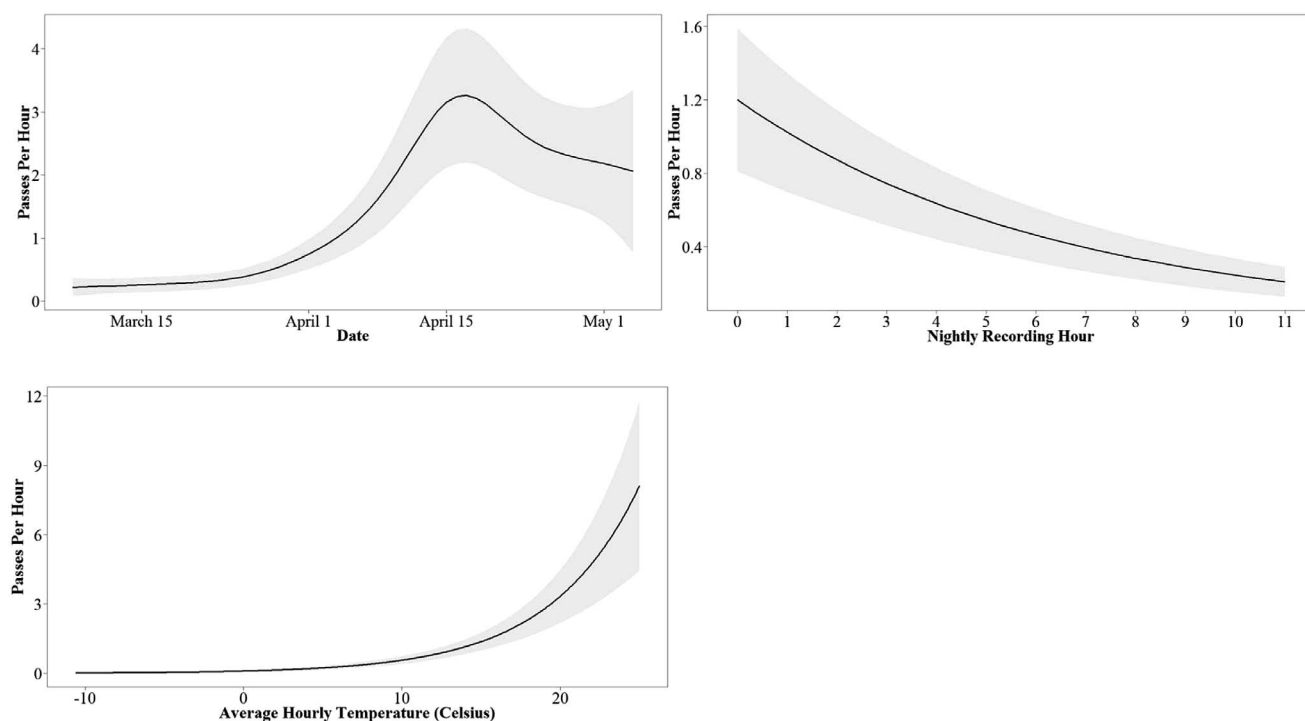 4
3
2
1
0
Passes Per Hour
March 15
April 1
April 15
May 1
Date
1.6
1.2
0.8
0.4
Passes Per Hour
0 1 2 3 4 5 6 7 8 9 10 11
Nightly Recording Hour
12
9
6
3
0
Passes Per Hour
-10 0 10 20
Average Hourly Temperature (Celsius)